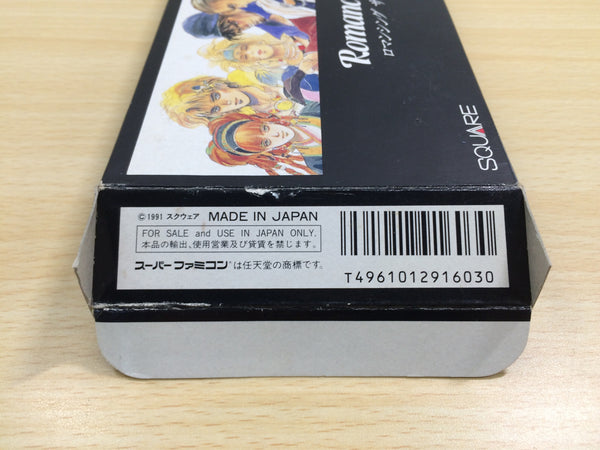 Romanc
ロマンシング サ
SQUARE
©1991 スクウェア MADE IN JAPAN
FOR SALE and USE IN JAPAN ONLY.
本品の輸出、使用営業及び賃貸を禁じます。
スーパーファミコン®は任天堂の商標です。
T4961012916030